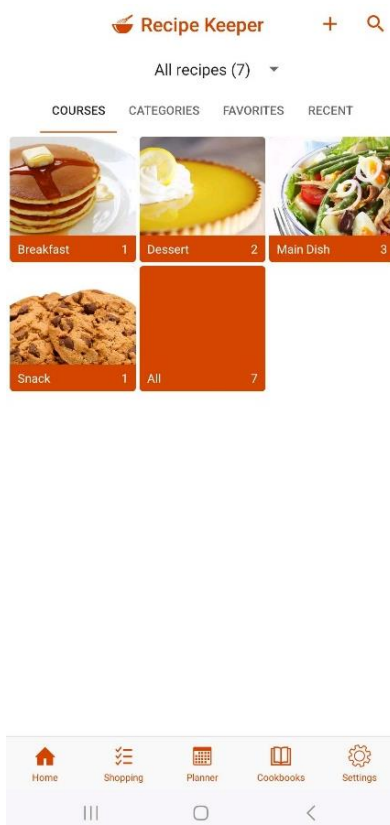 Recipe Keeper
All recipes (7)
COURSES CATEGORIES FAVORITES RECENT
Breakfast 1 Dessert 2 Main Dish 3
Snack 1 All 7
Home Shopping Planner Cookbooks Settings